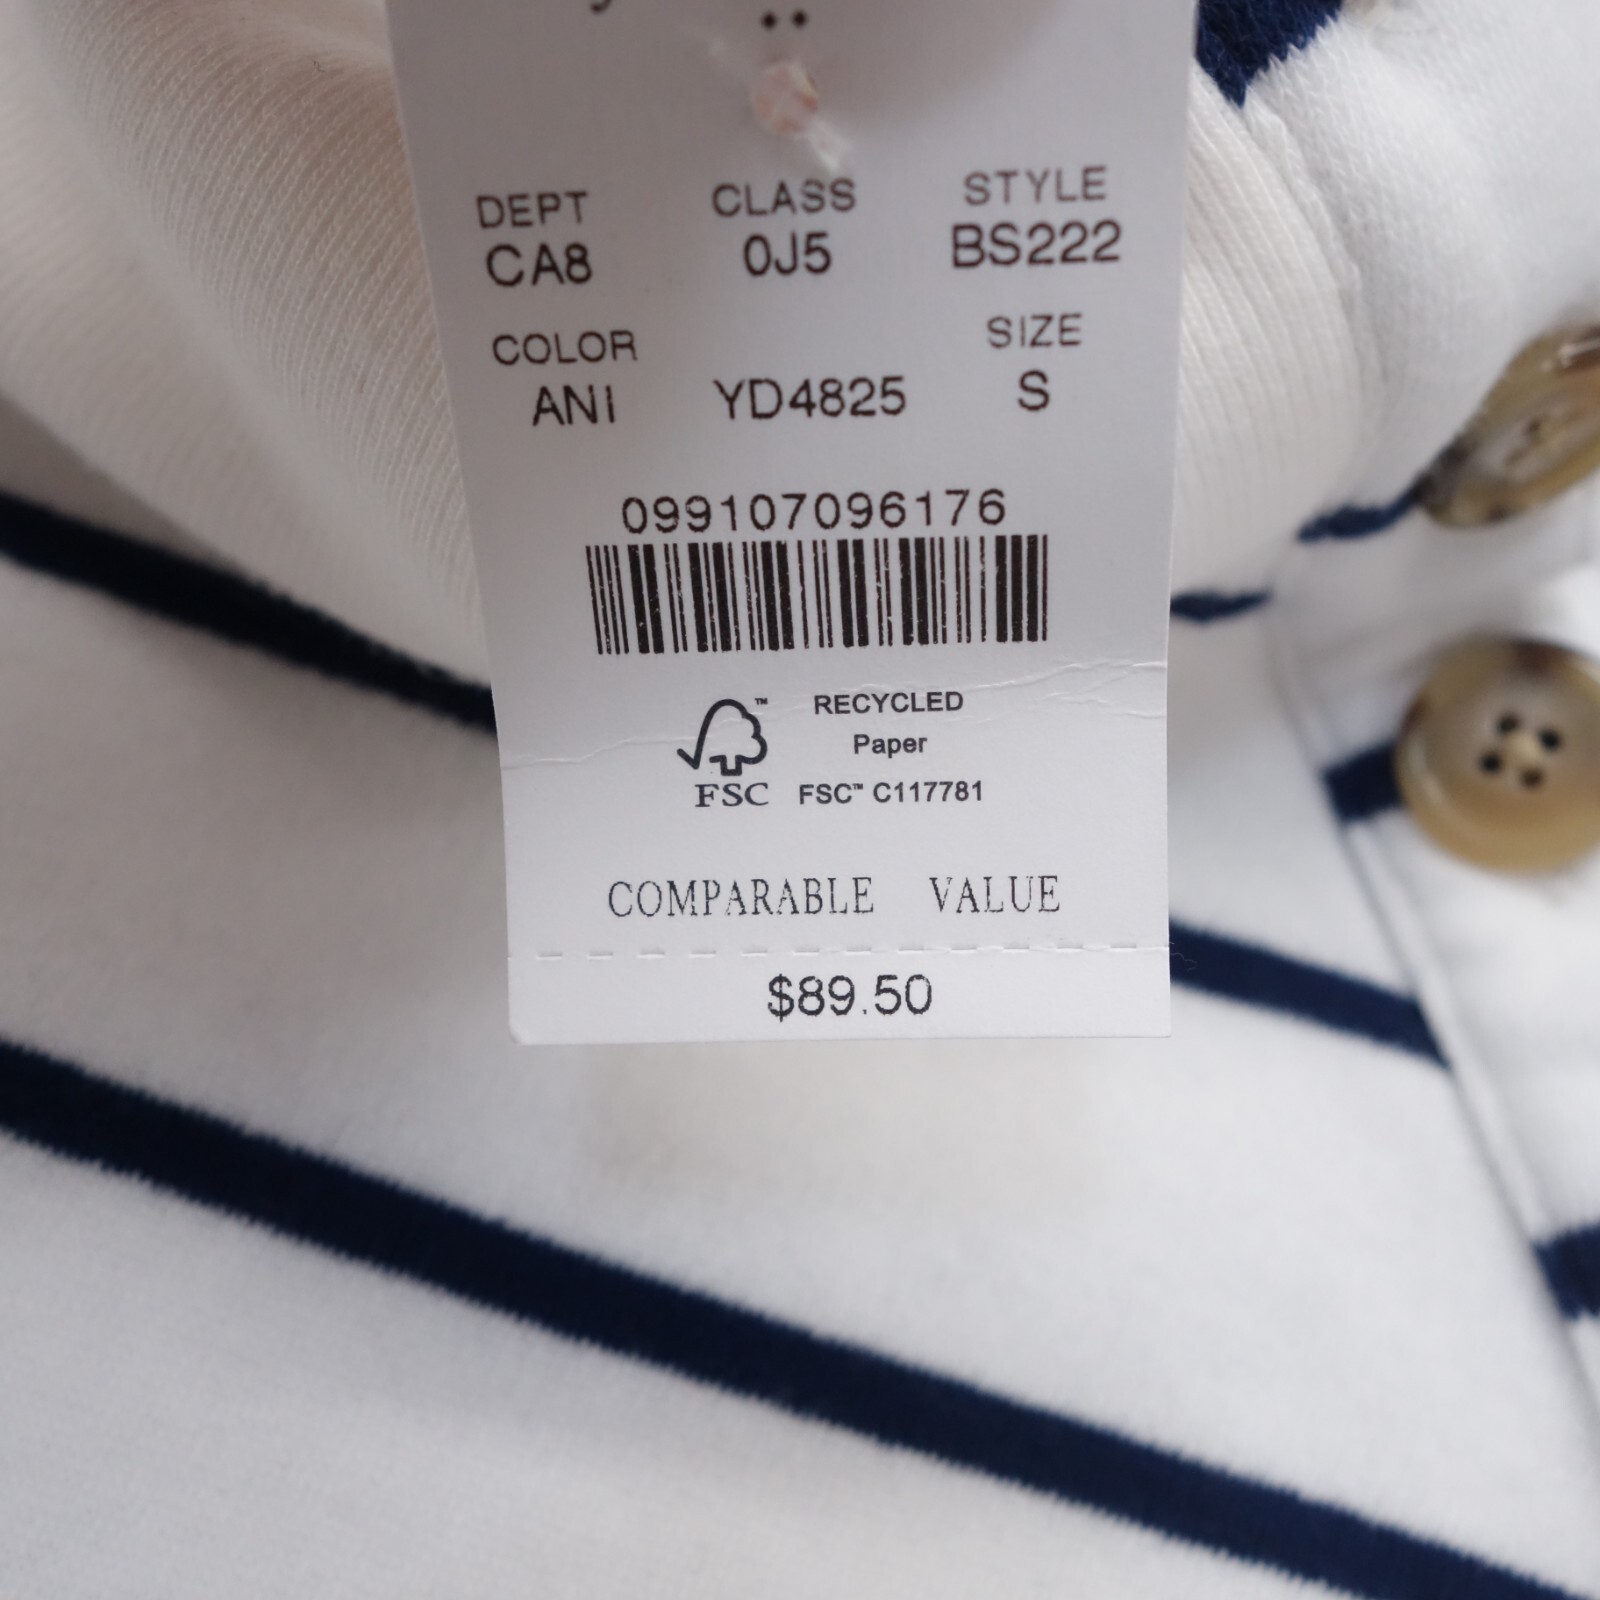 DEPT CLASS STYLE
CA8 0J5 BS222
COLOR SIZE
ANI YD4825 S
099107096176
™ RECYCLED
Paper
FSC FSC™ C117781
COMPARABLE VALUE
$89.50